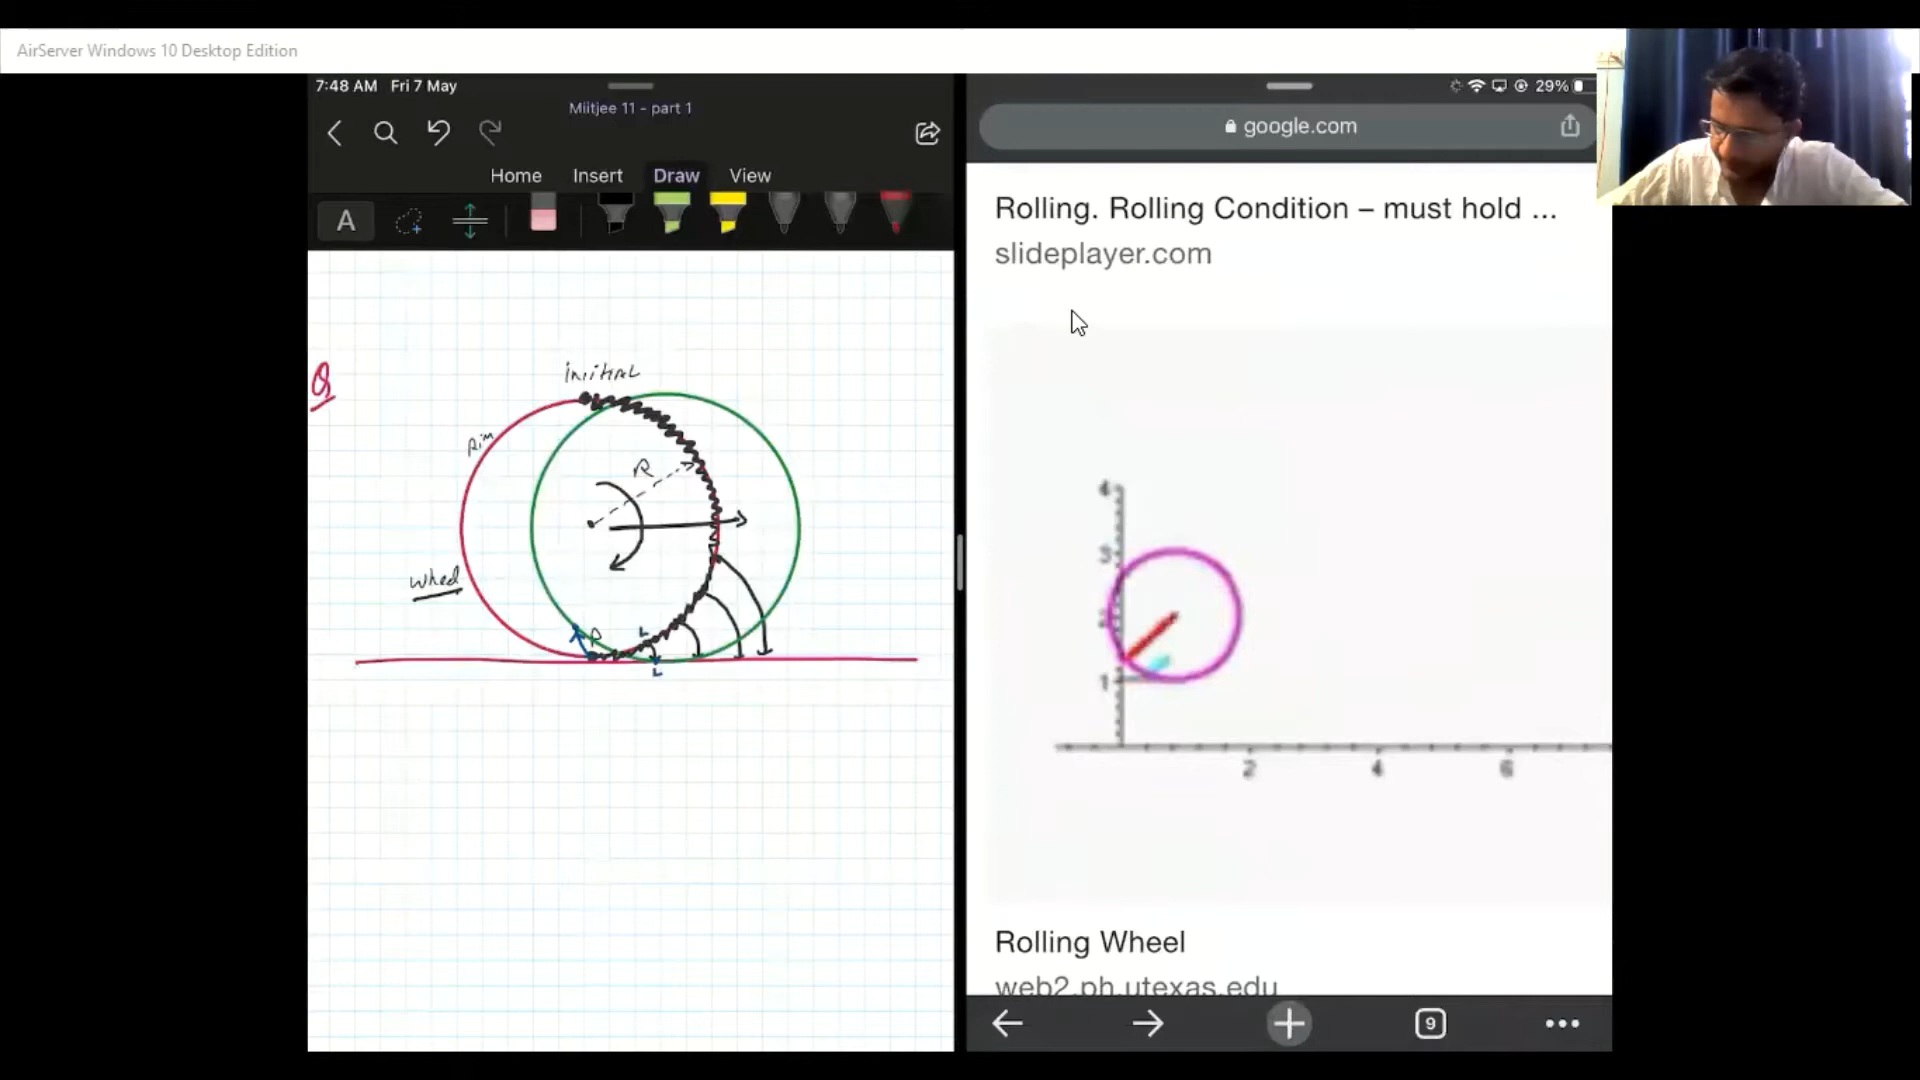 AirServer Windows 10 Desktop Edition
7:48 AM Fri 7 May
Miitjee 11 - part 1
Home Insert Draw View
A
Q
initial
Rim
R
wheel
P
L
L
29%
google.com
Rolling. Rolling Condition – must hold ...
slideplayer.com
4
3
2
1
2
4
6
Rolling Wheel
web2.ph.utexas.edu
9